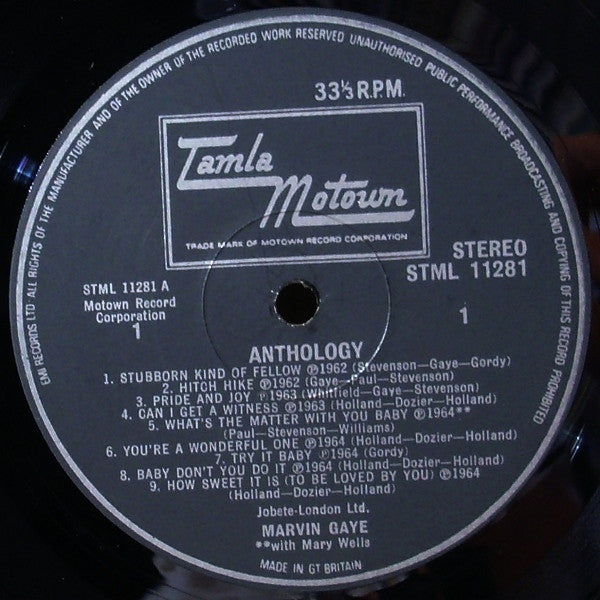 EMI RECORDS LTD ALL RIGHTS OF THE MANUFACTURER AND OF THE OWNER OF THE RECORDED WORK RESERVED UNAUTHORISED PUBLIC PERFORMANCE BROADCASTING AND COPYING OF THIS RECORD PROHIBITED
33⅓ R.P.M.
Tamla
Motown
TRADE MARK OF MOTOWN RECORD CORPORATION
STEREO
STML 11281
STML 11281 A
Motown Record
Corporation
1
1
ANTHOLOGY
1. STUBBORN KIND OF FELLOW ℗1962 (Stevenson—Gaye—Gordy)
2. HITCH HIKE ℗1962 (Gaye—Paul—Stevenson)
3. PRIDE AND JOY ℗1963 (Whitfield—Gaye—Stevenson)
4. CAN I GET A WITNESS ℗1963 (Holland—Dozier—Holland)
5. WHAT'S THE MATTER WITH YOU BABY ℗1964**
(Paul—Stevenson—Williams)
6. YOU'RE A WONDERFUL ONE ℗1964 (Holland—Dozier—Holland)
7. TRY IT BABY ℗1964 (Gordy)
8. BABY DON'T YOU DO IT ℗1964 (Holland—Dozier—Holland)
9. HOW SWEET IT IS (TO BE LOVED BY YOU) ℗1964
(Holland—Dozier—Holland)
Jobete-London Ltd.
MARVIN GAYE
**with Mary Wells
MADE IN GT BRITAIN